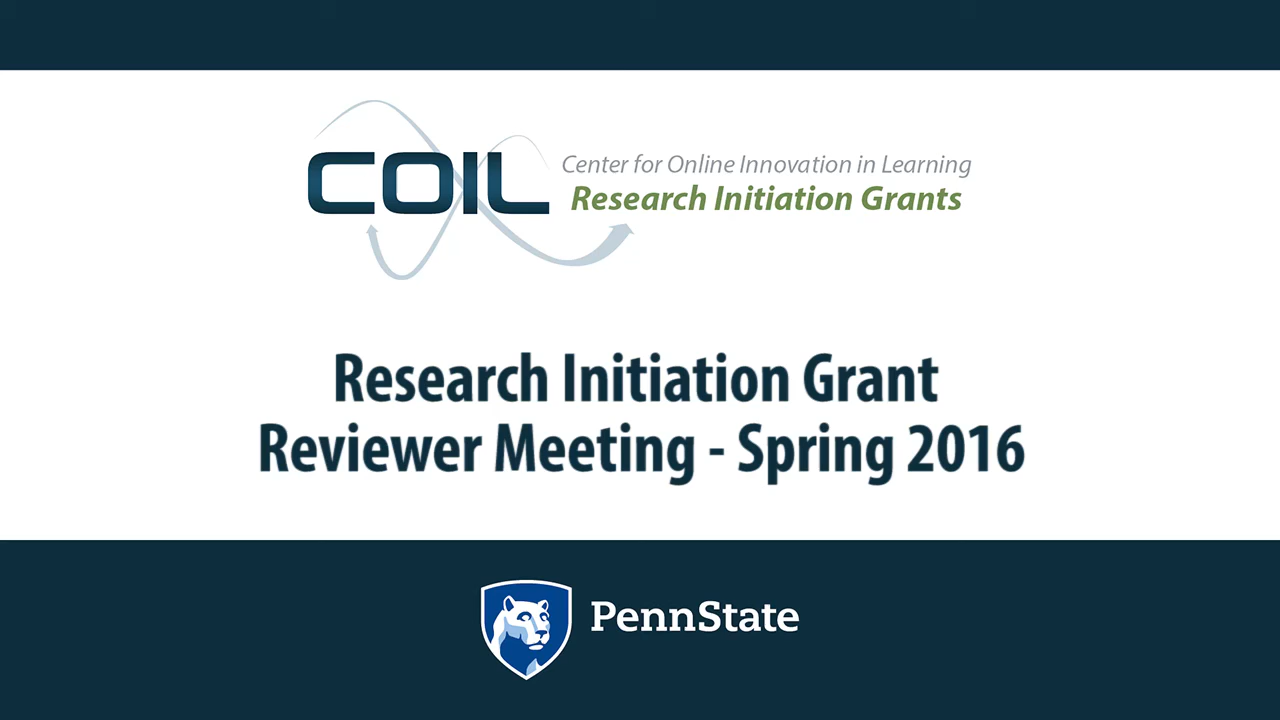 COIL
Center for Online Innovation in Learning
Research Initiation Grants
Research Initiation Grant
Reviewer Meeting - Spring 2016
PennState